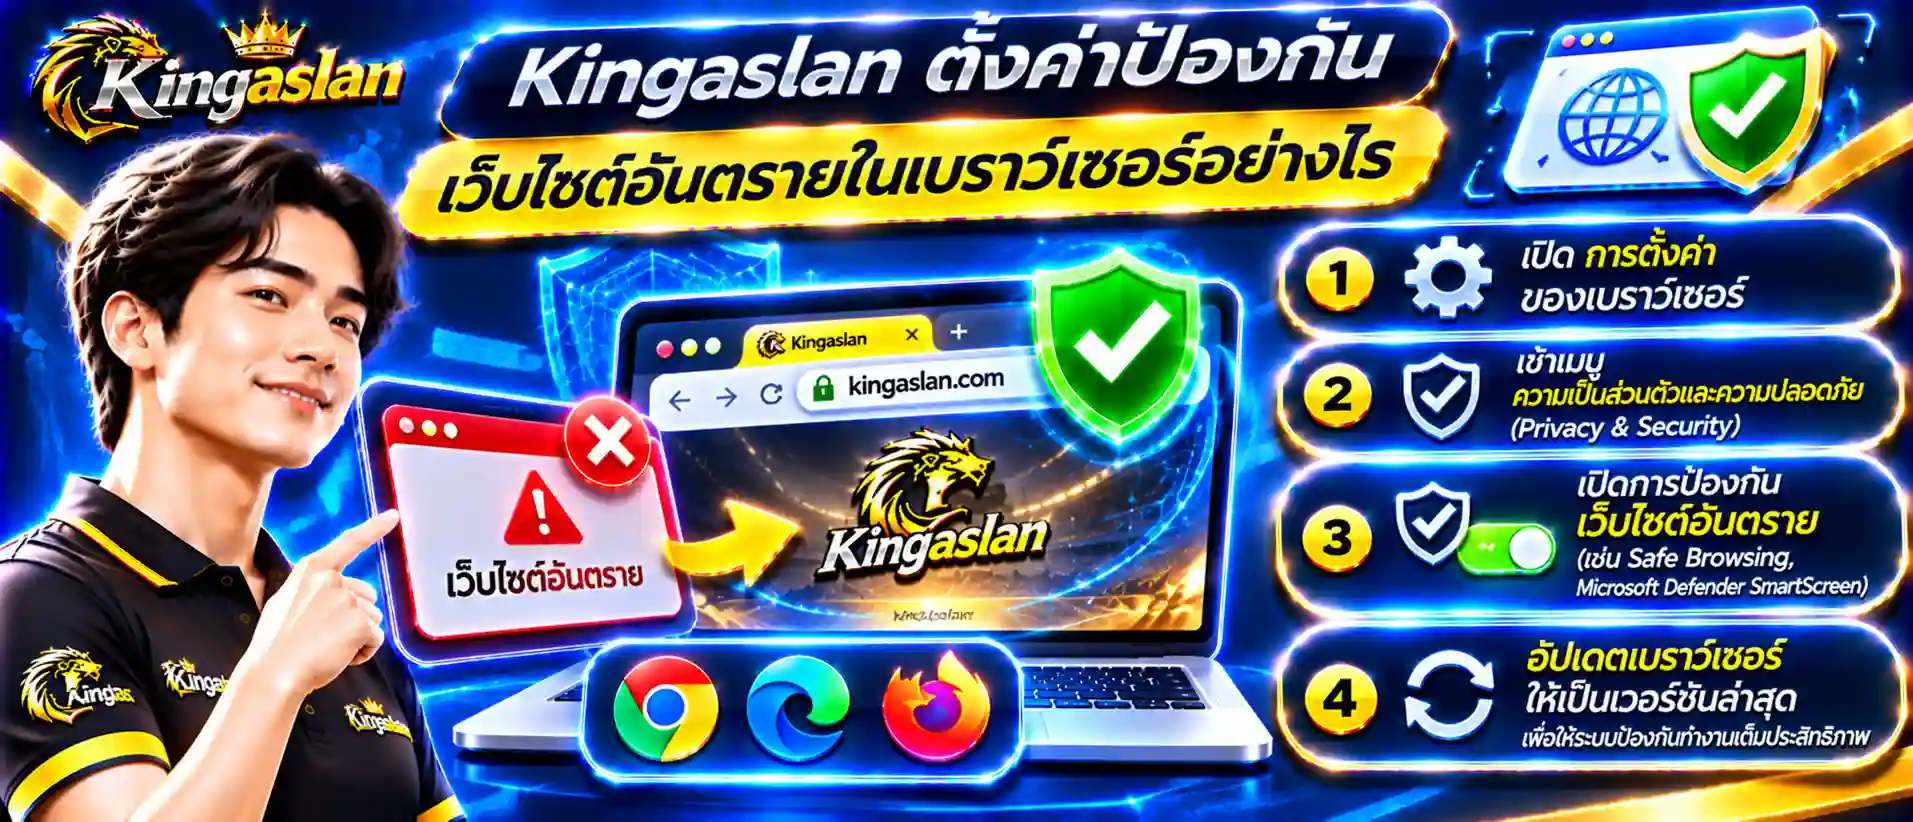 Kingaslan
Kingaslan ตั้งค่าป้องกัน
เว็บไซต์อันตรายในเบราว์เซอร์อย่างไร
Kingaslan
kingaslan.com
เว็บไซต์อันตราย
Kingaslan
1
เปิด การตั้งค่า
ของเบราว์เซอร์
2
เข้าเมนู
ความเป็นส่วนตัวและความปลอดภัย
(Privacy & Security)
3
เปิดการป้องกัน
เว็บไซต์อันตราย
(เช่น Safe Browsing,
Microsoft Defender SmartScreen)
4
อัปเดตเบราว์เซอร์
ให้เป็นเวอร์ชันล่าสุด
เพื่อให้ระบบป้องกันทำงานเต็มประสิทธิภาพ